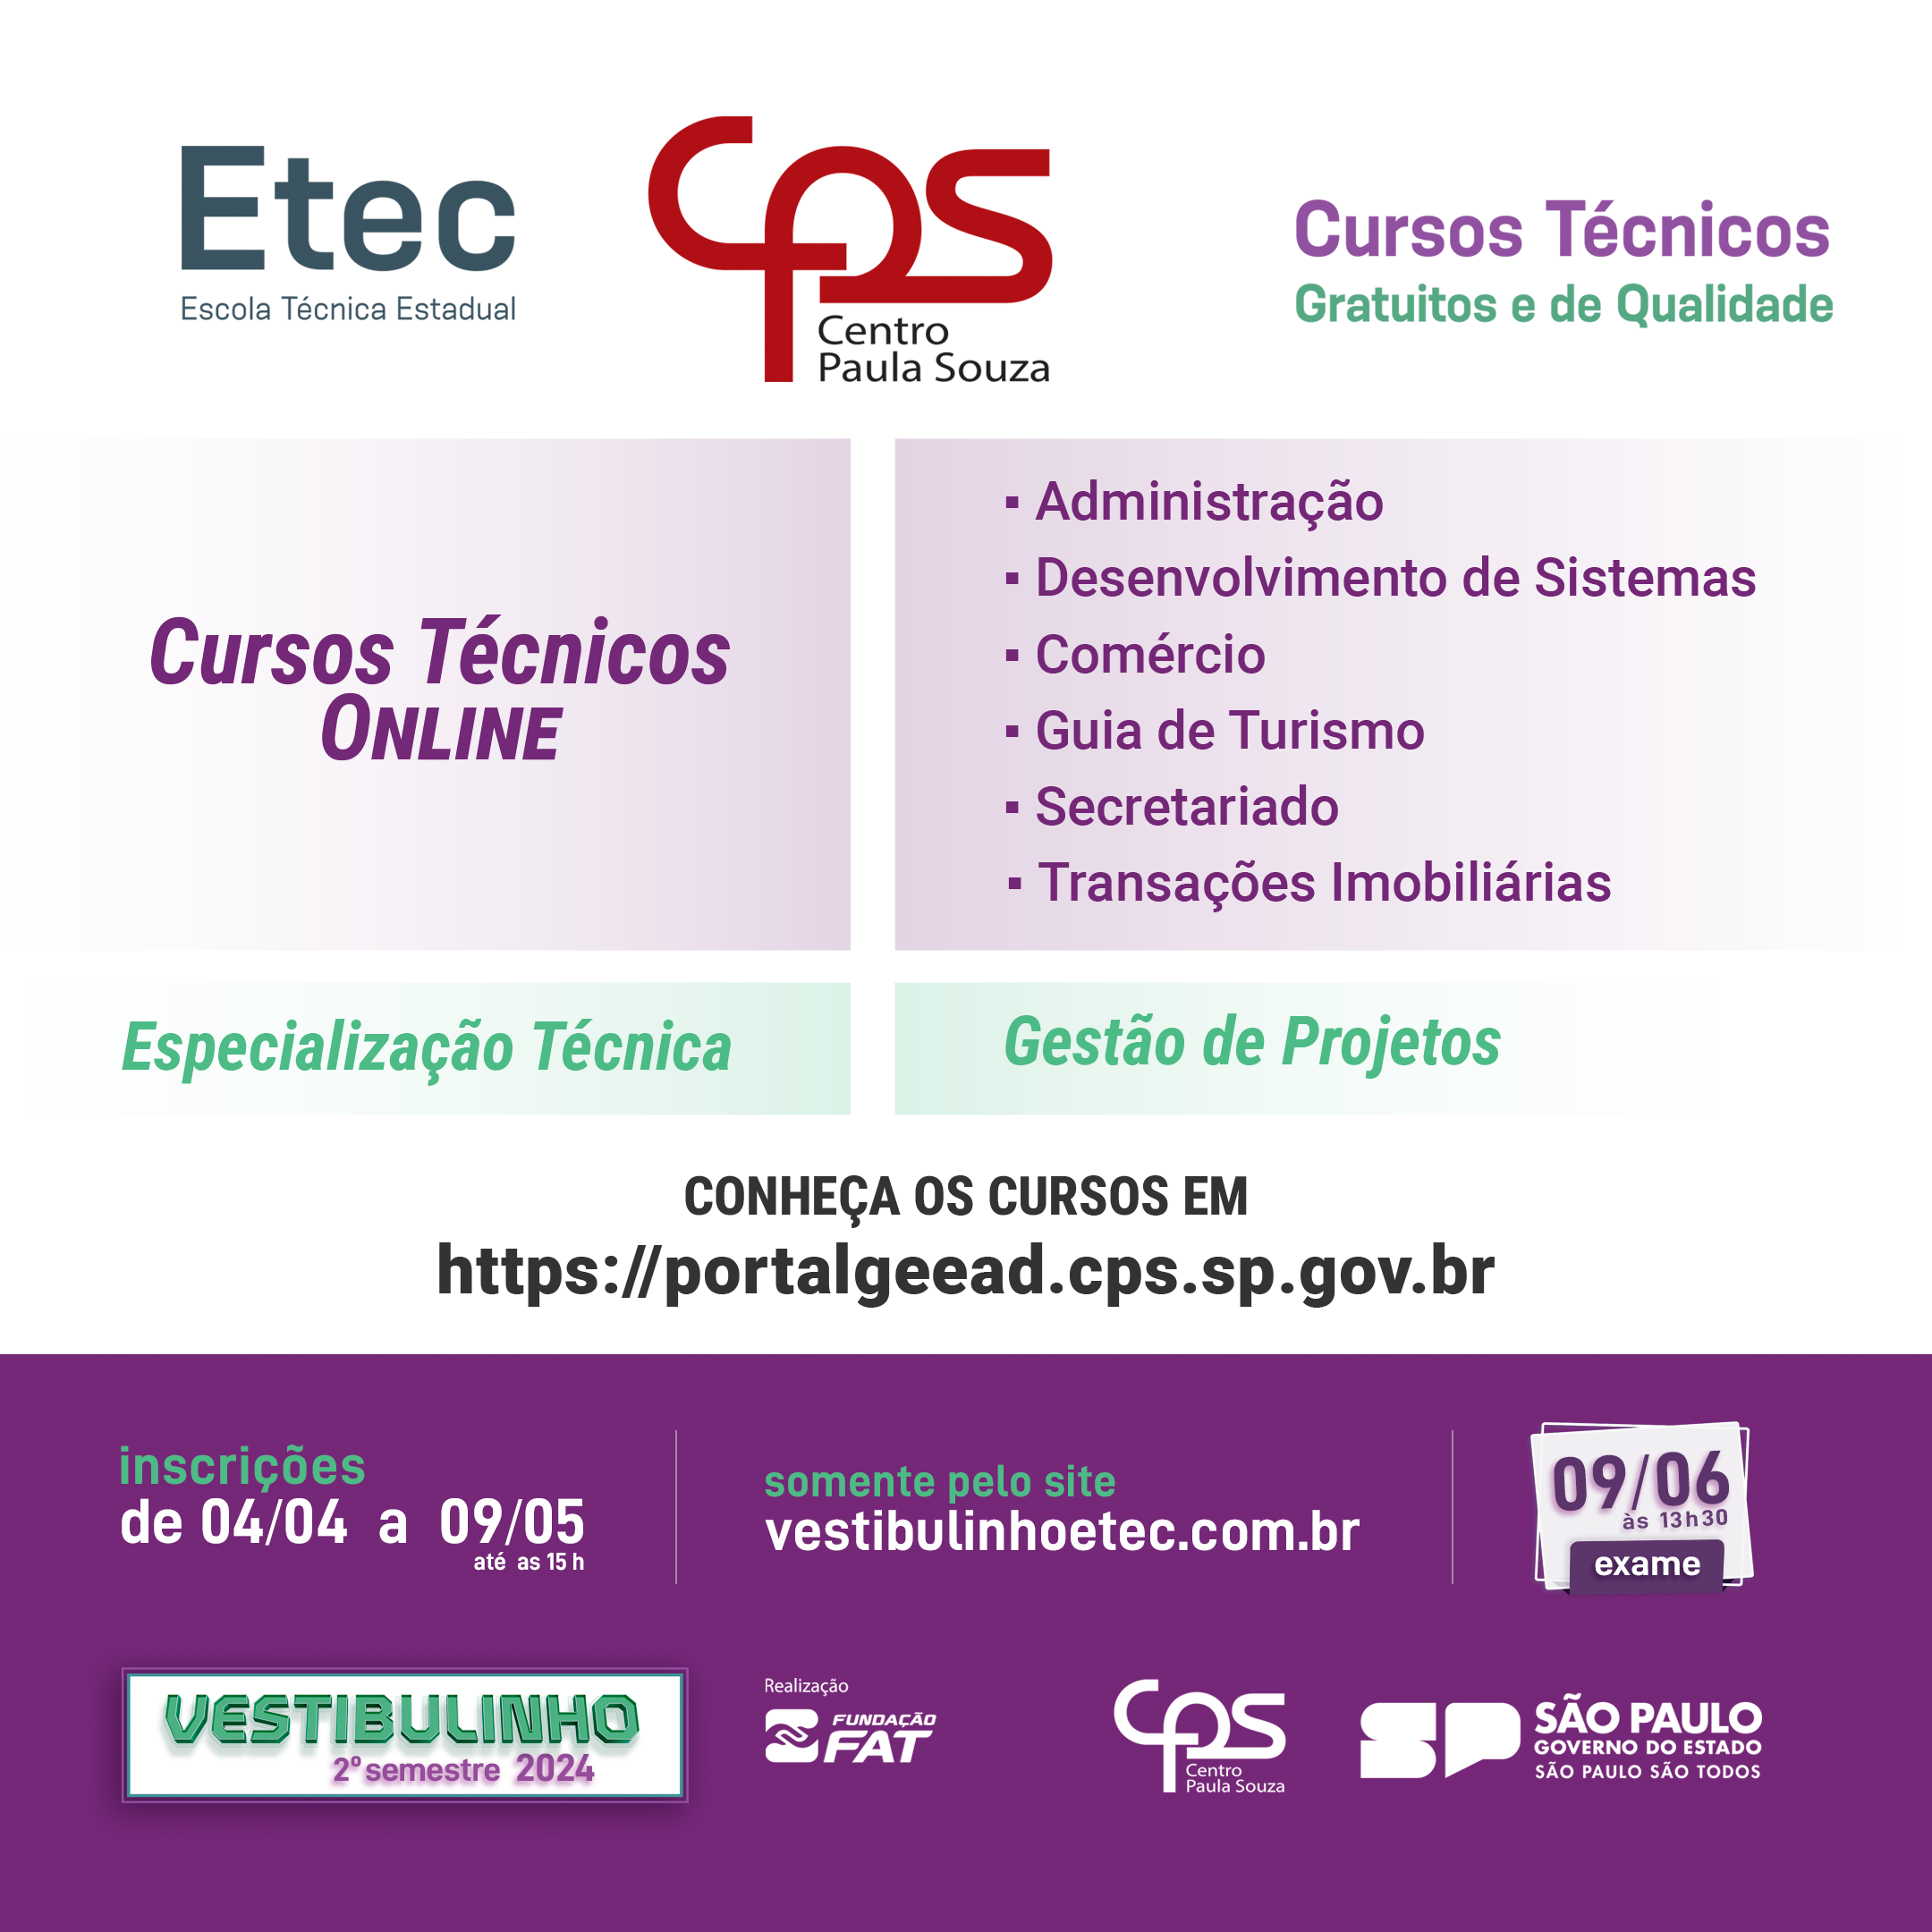 Etec
Escola Técnica Estadual
cps
Centro
Paula Souza
Cursos Técnicos
Gratuitos e de Qualidade
Cursos Técnicos
ONLINE
▪ Administração
▪ Desenvolvimento de Sistemas
▪ Comércio
▪ Guia de Turismo
▪ Secretariado
▪ Transações Imobiliárias
Especialização Técnica
Gestão de Projetos
CONHEÇA OS CURSOS EM
https://portalgeead.cps.sp.gov.br
inscrições
de 04/04 a 09/05
até as 15 h
somente pelo site
vestibulinhoetec.com.br
09/06
às 13h30
exame
VESTIBULINHO
2º semestre 2024
Realização
FUNDAÇÃO
FAT
cps
Centro
Paula Souza
SP
SÃO PAULO
GOVERNO DO ESTADO
SÃO PAULO SÃO TODOS